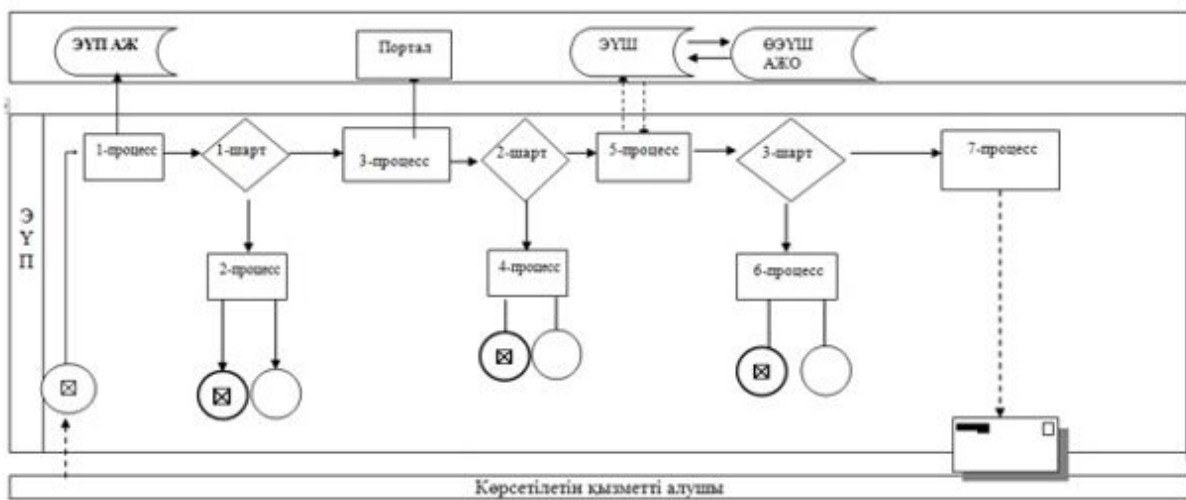 ЭҮП АЖ
Портал
ЭҮШ
ӨЭҮШ
АЖО
1-процесс
1-шарт
3-процесс
2-шарт
5-процесс
3-шарт
7-процесс
Э
Ү
П
2-процесс
4-процесс
6-процесс
Көрсетілетін қызметті алушы